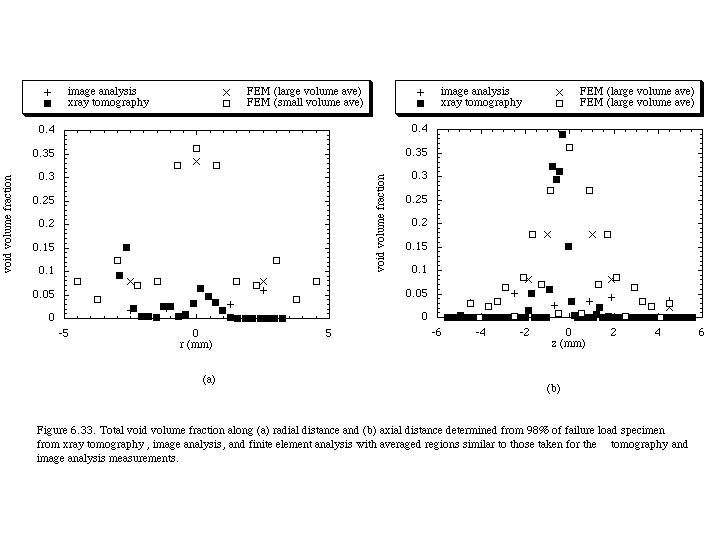 image analysis
xray tomography
FEM (large volume ave)
FEM (small volume ave)
void volume fraction
0.4
0.35
0.3
0.25
0.2
0.15
0.1
0.05
0
-5
0
5
r (mm)
(a)
image analysis
xray tomography
FEM (large volume ave)
FEM (large volume ave)
void volume fraction
0.4
0.35
0.3
0.25
0.2
0.15
0.1
0.05
0
-6
-4
-2
0
2
4
6
z (mm)
(b)
Figure 6.33. Total void volume fraction along (a) radial distance and (b) axial distance determined from 98% of failure load specimen
from xray tomography , image analysis, and finite element analysis with averaged regions similar to those taken for the tomography and
image analysis measurements.